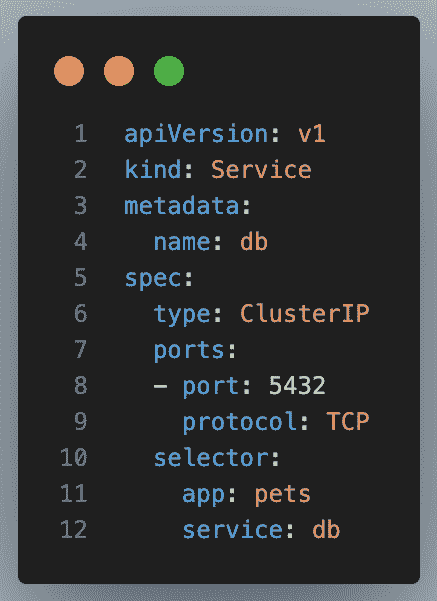 1 apiVersion: v1
2 kind: Service
3 metadata:
4   name: db
5 spec:
6   type: ClusterIP
7   ports:
8   - port: 5432
9     protocol: TCP
10   selector:
11     app: pets
12     service: db